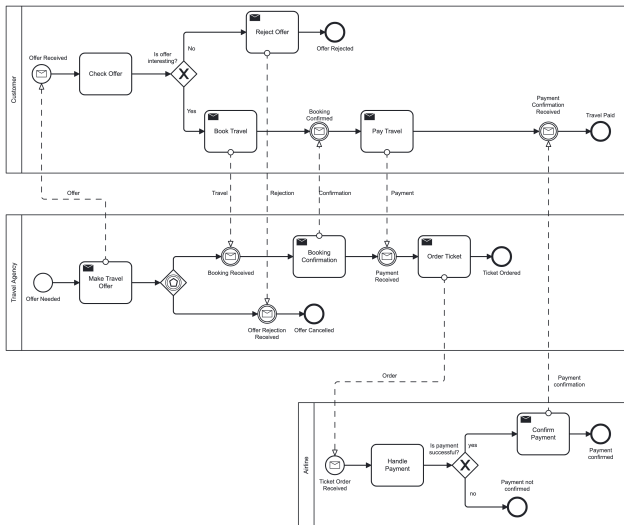 Customer
Offer Received
Check Offer
Is offer
interesting?
No
Reject Offer
Offer Rejected
Yes
Book Travel
Booking
Confirmed
Pay Travel
Payment
Confirmation
Received
Travel Paid
Offer
Travel
Rejection
Confirmation
Payment
Travel Agency
Offer Needed
Make Travel
Offer
Booking Received
Booking
Confirmation
Payment
Received
Order Ticket
Ticket Ordered
Offer Rejection
Received
Offer Cancelled
Order
Payment
confirmation
Airline
Ticket Order
Received
Handle
Payment
Is payment
successful?
yes
Confirm
Payment
Payment
confirmed
no
Payment not
confirmed